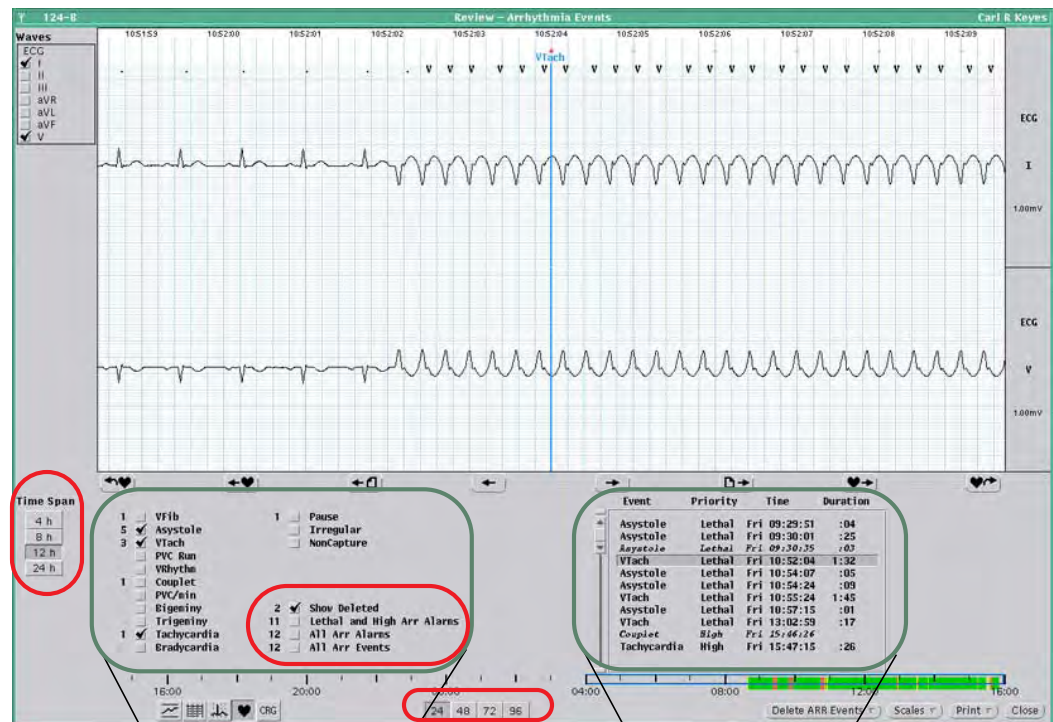 124-B Review – Arrhythmia Events Carl R Keyes
Waves 10:51:59 10:52:00 10:52:01 10:52:02 10:52:03 10:52:04 10:52:05 10:52:06 10:52:07 10:52:08 10:52:09
ECG
I
II
III
aVR
aVL
aVF
V
VTach
. . . . . . V V V V V V V V V V V V V V V V V V V V V V V V V
ECG
I
1.00mV
ECG
V
1.00mV
Time Span
4 h
8 h
12 h
24 h
1 VFib 1 Pause
5 Asystole Irregular
3 VTach NonCapture
PVC Run
VRhythm
1 Couplet
PVC/min
Bigeminy 2 Show Deleted
Trigeminy 11 Lethal and High Arr Alarms
1 Tachycardia 12 All Arr Alarms
Bradycardia 12 All Arr Events
Event Priority Time Duration
Asystole Lethal Fri 09:29:51 :04
Asystole Lethal Fri 09:30:01 :25
Asystole Lethal Fri 09:30:35 :03
VTach Lethal Fri 10:52:04 1:32
Asystole Lethal Fri 10:54:07 :05
Asystole Lethal Fri 10:54:24 :09
VTach Lethal Fri 10:55:24 1:45
Asystole Lethal Fri 10:57:15 :01
VTach Lethal Fri 13:02:59 :17
Couplet High Fri 15:46:26
Tachycardia High Fri 15:47:15 :26
16:00 20:00 00:00 04:00 08:00 12:00 16:00
CRG 24 48 72 96 Delete ARR Events Scales Print Close